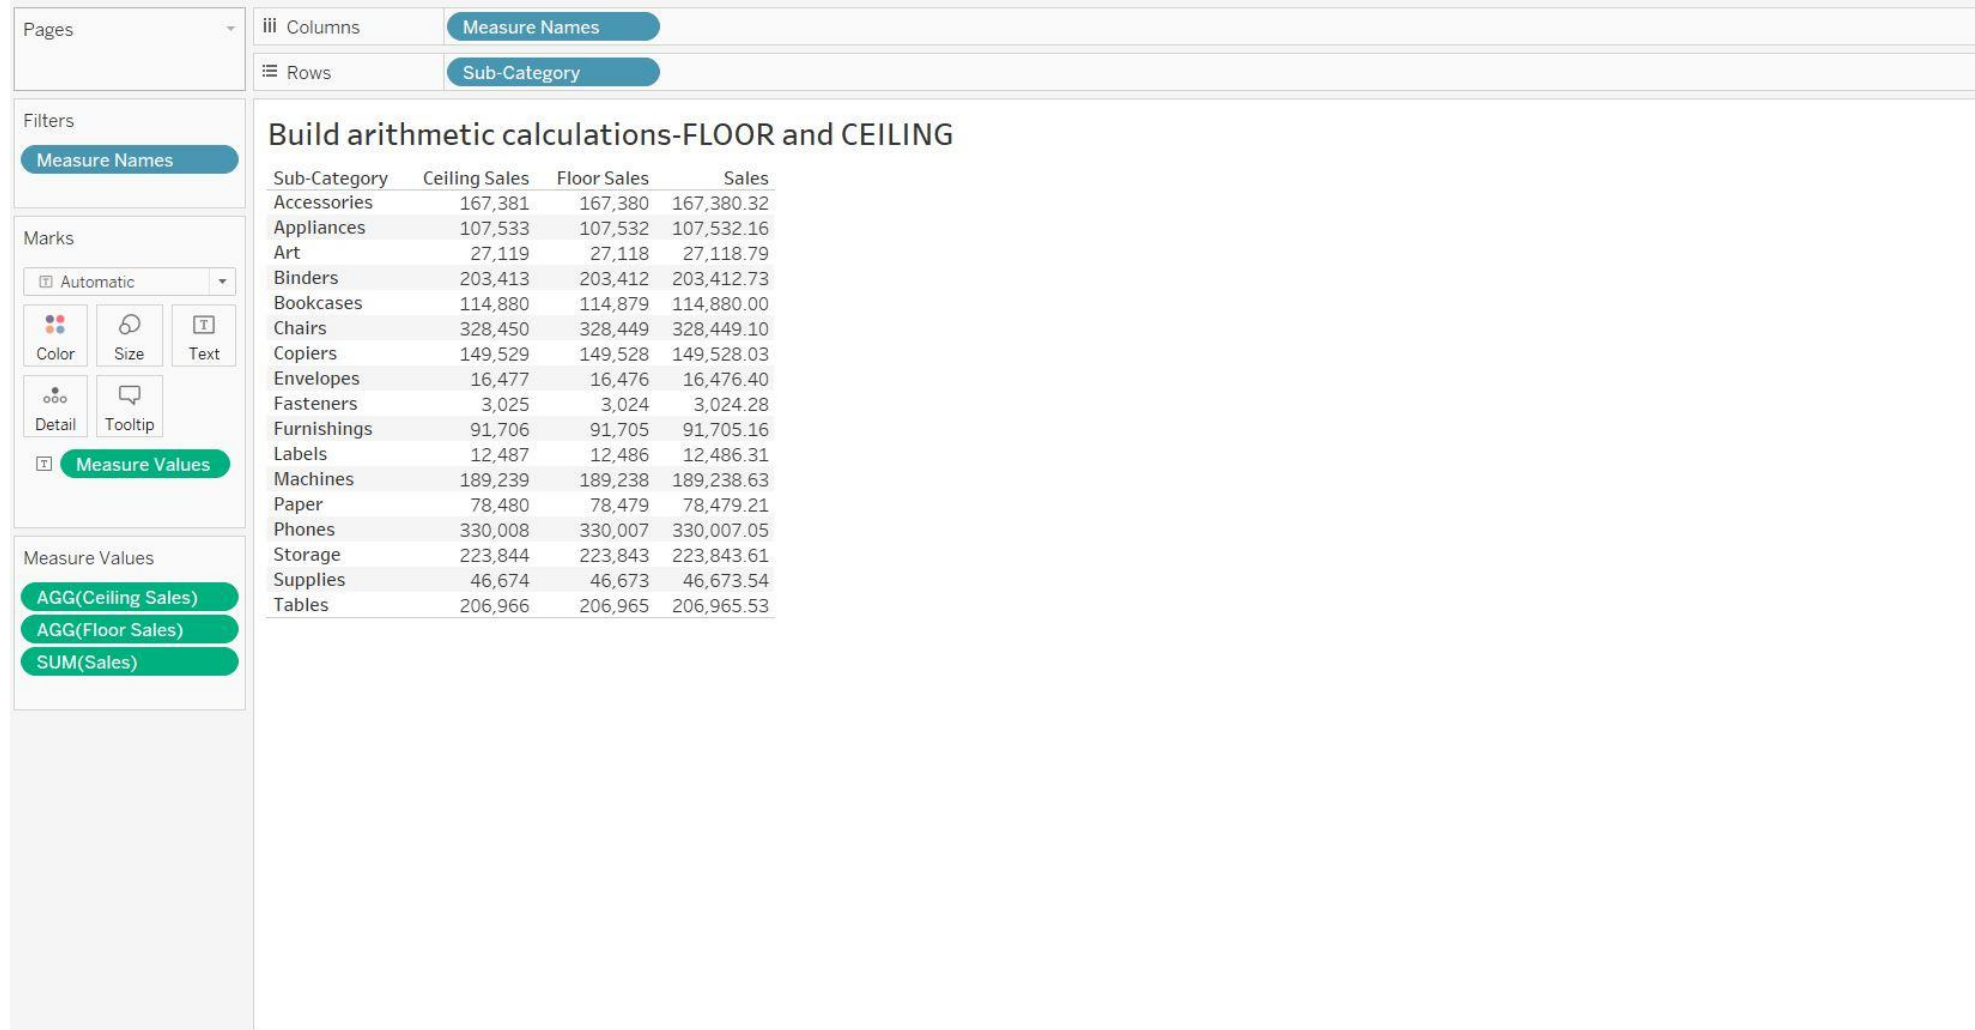 Pages
Columns Measure Names
Rows Sub-Category
Filters
Measure Names
Marks
T Automatic
Color Size T Text
Detail Tooltip
T Measure Values
Measure Values
AGG(Ceiling Sales)
AGG(Floor Sales)
SUM(Sales)
Build arithmetic calculations-FLOOR and CEILING
Sub-Category Ceiling Sales Floor Sales Sales
Accessories 167,381 167,380 167,380.32
Appliances 107,533 107,532 107,532.16
Art 27,119 27,118 27,118.79
Binders 203,413 203,412 203,412.73
Bookcases 114,880 114,879 114,880.00
Chairs 328,450 328,449 328,449.10
Copiers 149,529 149,528 149,528.03
Envelopes 16,477 16,476 16,476.40
Fasteners 3,025 3,024 3,024.28
Furnishings 91,706 91,705 91,705.16
Labels 12,487 12,486 12,486.31
Machines 189,239 189,238 189,238.63
Paper 78,480 78,479 78,479.21
Phones 330,008 330,007 330,007.05
Storage 223,844 223,843 223,843.61
Supplies 46,674 46,673 46,673.54
Tables 206,966 206,965 206,965.53